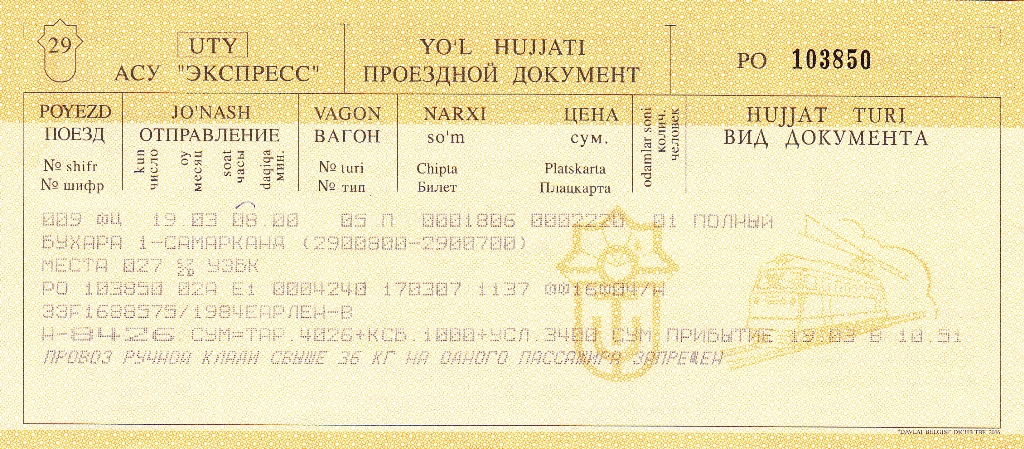 29 UTY YO'L HUJJATI
АСУ "ЭКСПРЕСС" ПРОЕЗДНОЙ ДОКУМЕНТ РО 103850
POYEZD JO'NASH VAGON NARXI ЦЕНА HUJJAT TURI
ПОЕЗД ОТПРАВЛЕНИЕ ВАГОН so'm сум. ВИД ДОКУМЕНТА
№ shifr № turi Chipta Platskarta
№ шифр № тип Билет Плацкарта
kun
число
oy
месяц
soat
часы
daqiqa
мин.
odamlar soni
колич.
человек
009 ФЦ 19.03 08.00 05 П 0001806 0002220 01 ПОЛНЫЙ
БУХАРА 1-САМАРКАНД (2900800-2900700)
МЕСТА 027 УЗБК
РО 103850 02А Е1 0004240 170307 1137
33F1688575/1984ЕАРЛЕН-В
Н-8426 СУМ=ТАР.4026+КСБ.1000+УСЛ.3400 СУМ ПРИБЫТИЕ 19.03 В 10.51
ПРОВОЗ РУЧНОЙ КЛАДИ СВЫШЕ 36 КГ НА ОДНОГО ПАССАЖИРА ЗАПРЕЩЕН